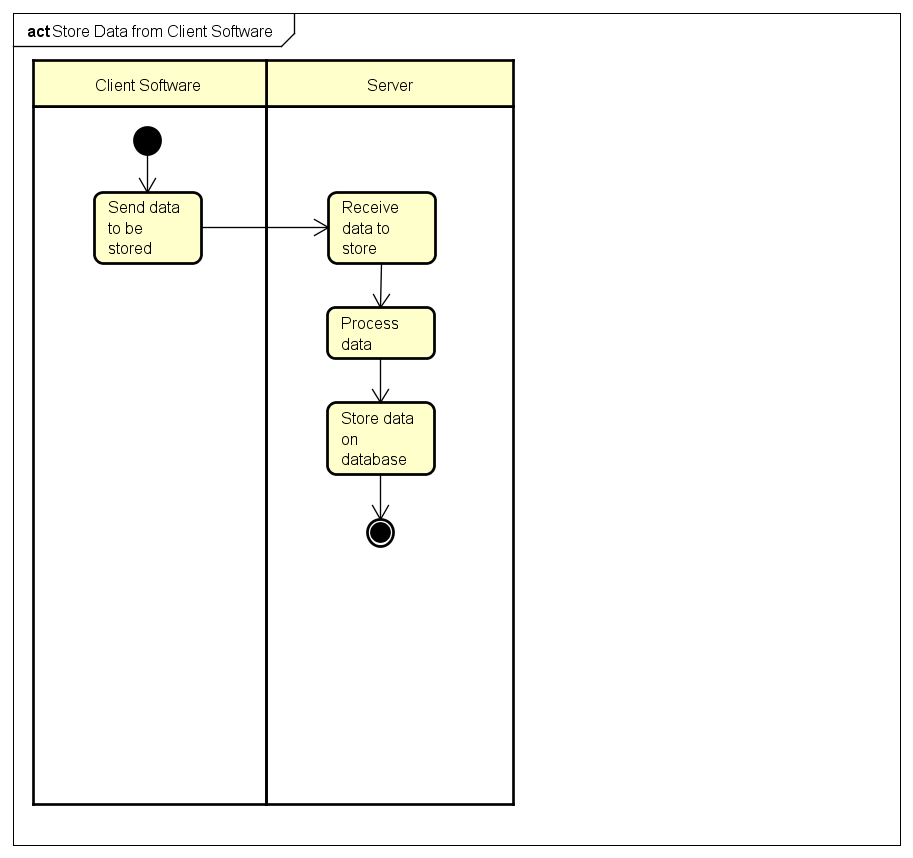 act Store Data from Client Software
Client Software
Server
Send data
to be
stored
Receive
data to
store
Process
data
Store data
on
database